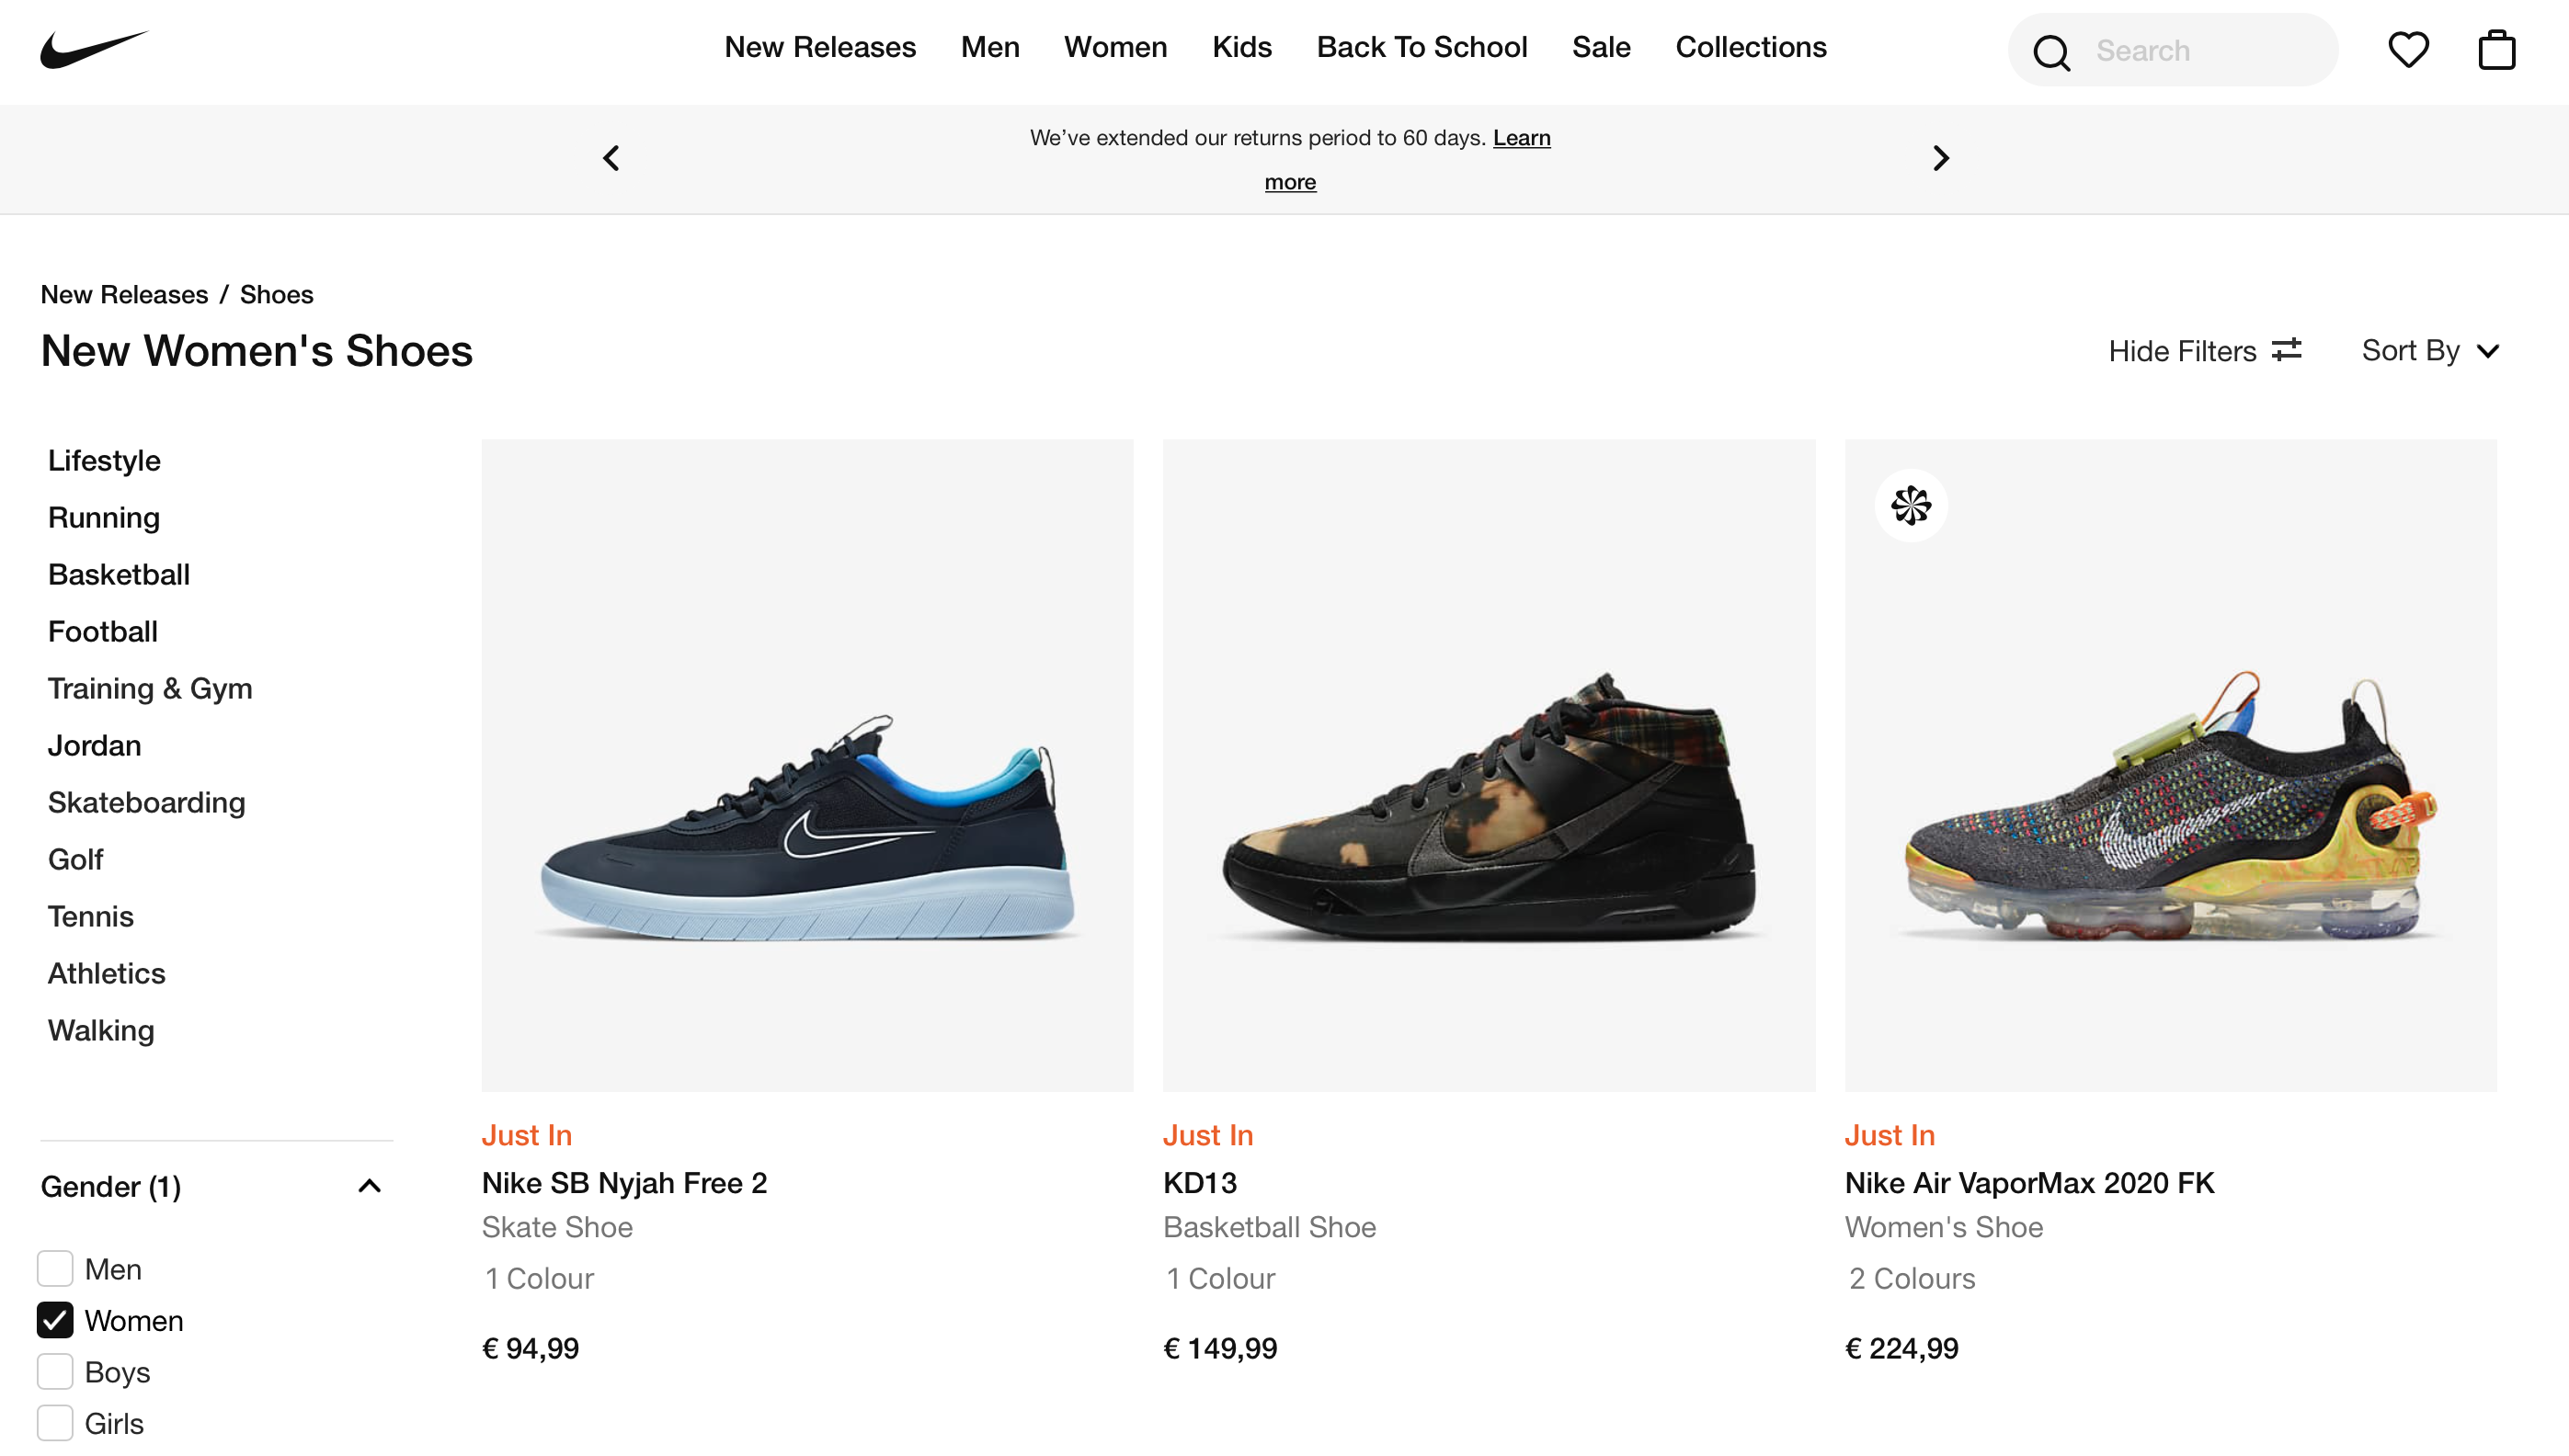 New Releases Men Women Kids Back To School Sale Collections
Search
We’ve extended our returns period to 60 days. Learn
more
New Releases / Shoes
New Women's Shoes
Hide Filters
Sort By
Lifestyle
Running
Basketball
Football
Training & Gym
Jordan
Skateboarding
Golf
Tennis
Athletics
Walking
Gender (1)
Men
Women
Boys
Girls
Just In
Nike SB Nyjah Free 2
Skate Shoe
1 Colour
€ 94,99
Just In
KD13
Basketball Shoe
1 Colour
€ 149,99
Just In
Nike Air VaporMax 2020 FK
Women's Shoe
2 Colours
€ 224,99